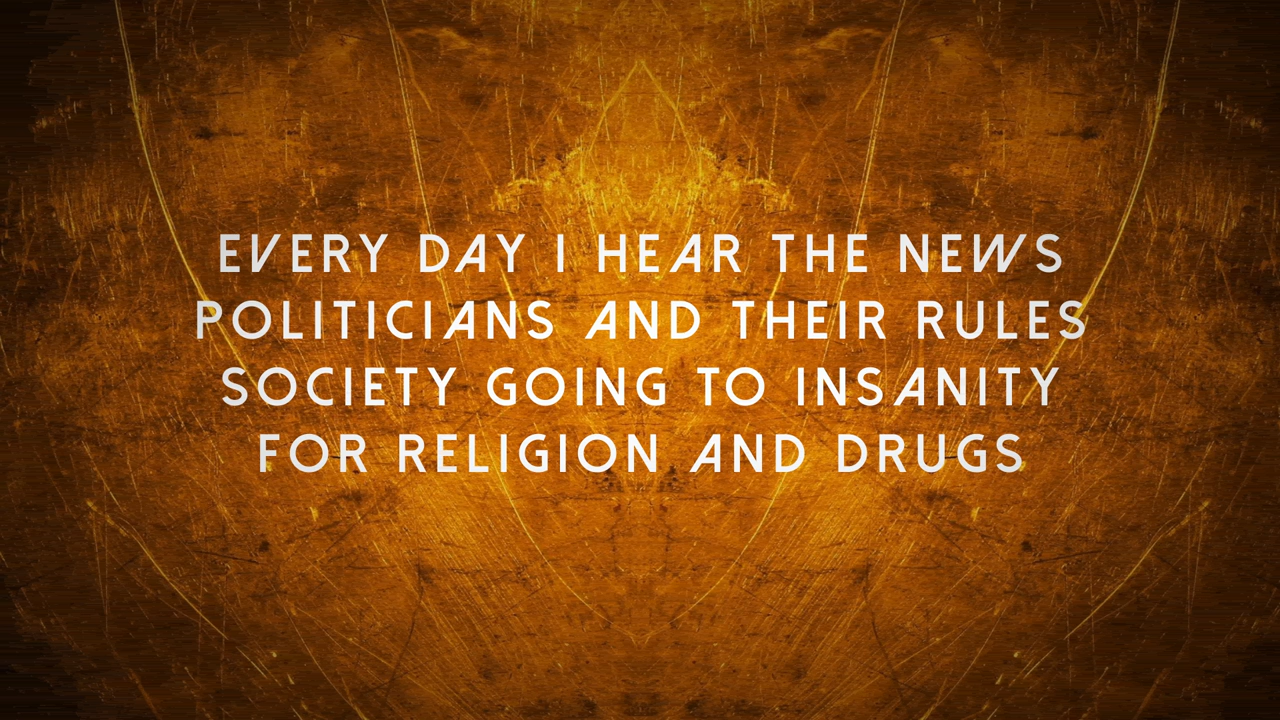 EVERY DAY I HEAR THE NEWS
POLITICIANS AND THEIR RULES
SOCIETY GOING TO INSANITY
FOR RELIGION AND DRUGS